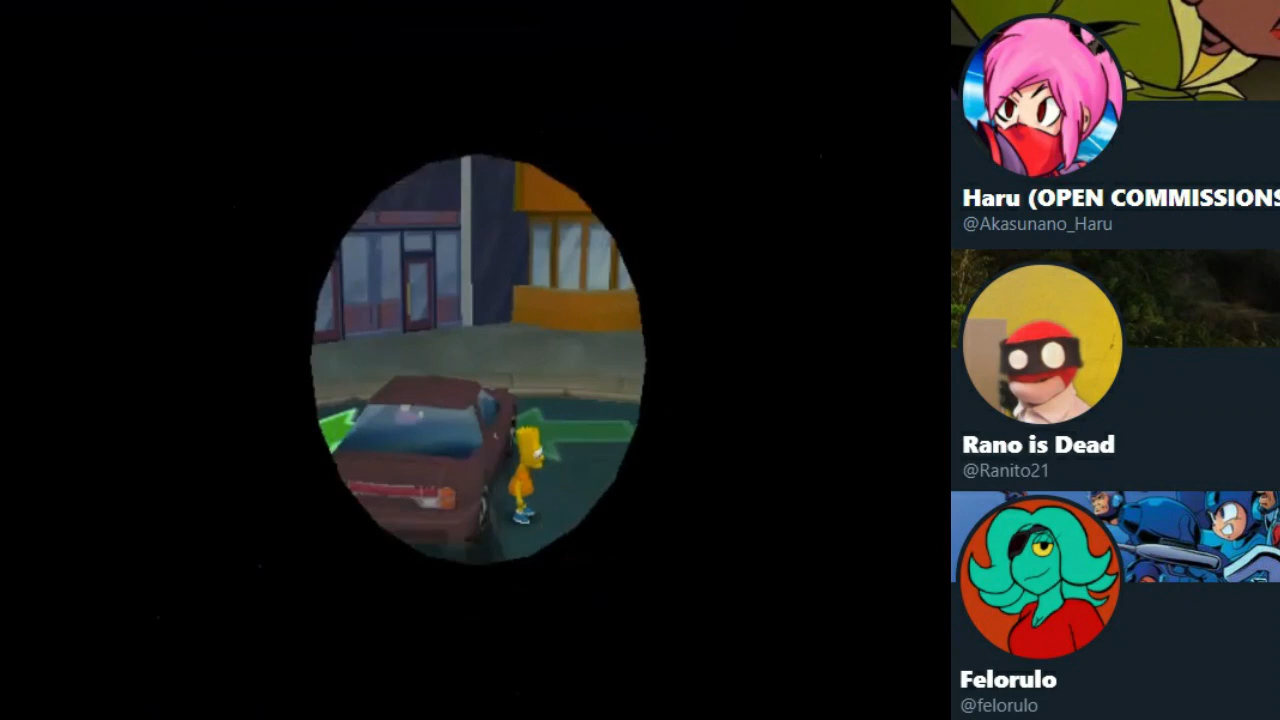 Haru (OPEN COMMISSIONS
@Akasunano_Haru
Rano is Dead
@Ranito21
Felorulo
@felorulo